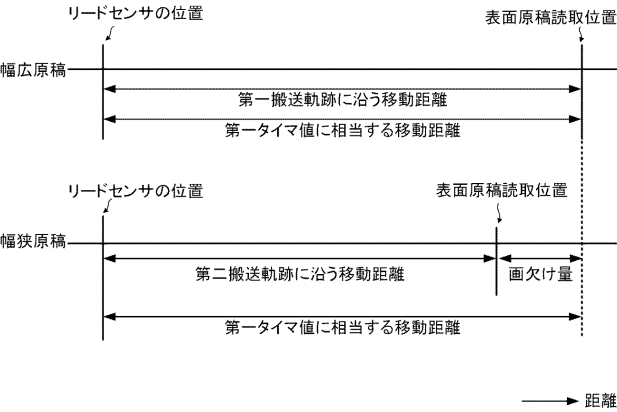 リードセンサの位置
表面原稿読取位置
幅広原稿
第一搬送軌跡に沿う移動距離
第一タイマ値に相当する移動距離
リードセンサの位置
表面原稿読取位置
幅狭原稿
第二搬送軌跡に沿う移動距離
画欠け量
第一タイマ値に相当する移動距離
距離